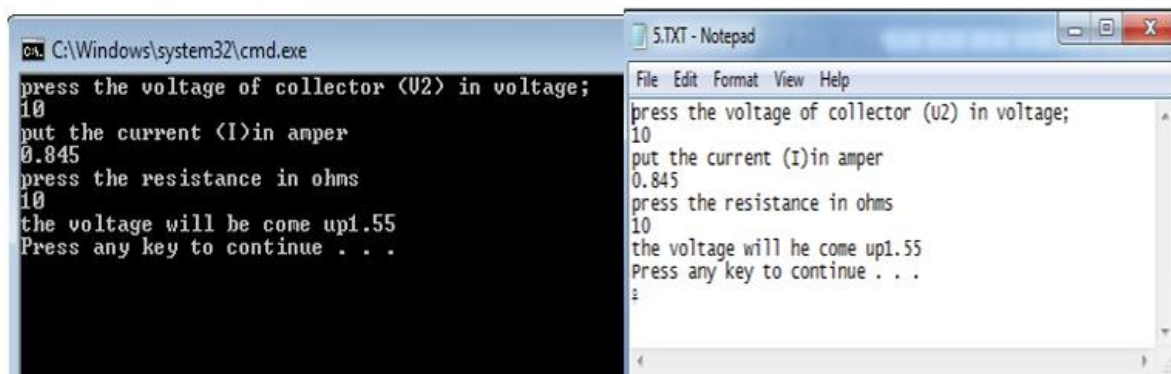 C:\Windows\system32\cmd.exe
press the voltage of collector (U2) in voltage;
10
put the current (I)in amper
0.845
press the resistance in ohms
10
the voltage will be come up1.55
Press any key to continue . . .
5.TXT - Notepad
File Edit Format View Help
press the voltage of collector (U2) in voltage;
10
put the current (I)in amper
0.845
press the resistance in ohms
10
the voltage will he come up1.55
Press any key to continue . . .